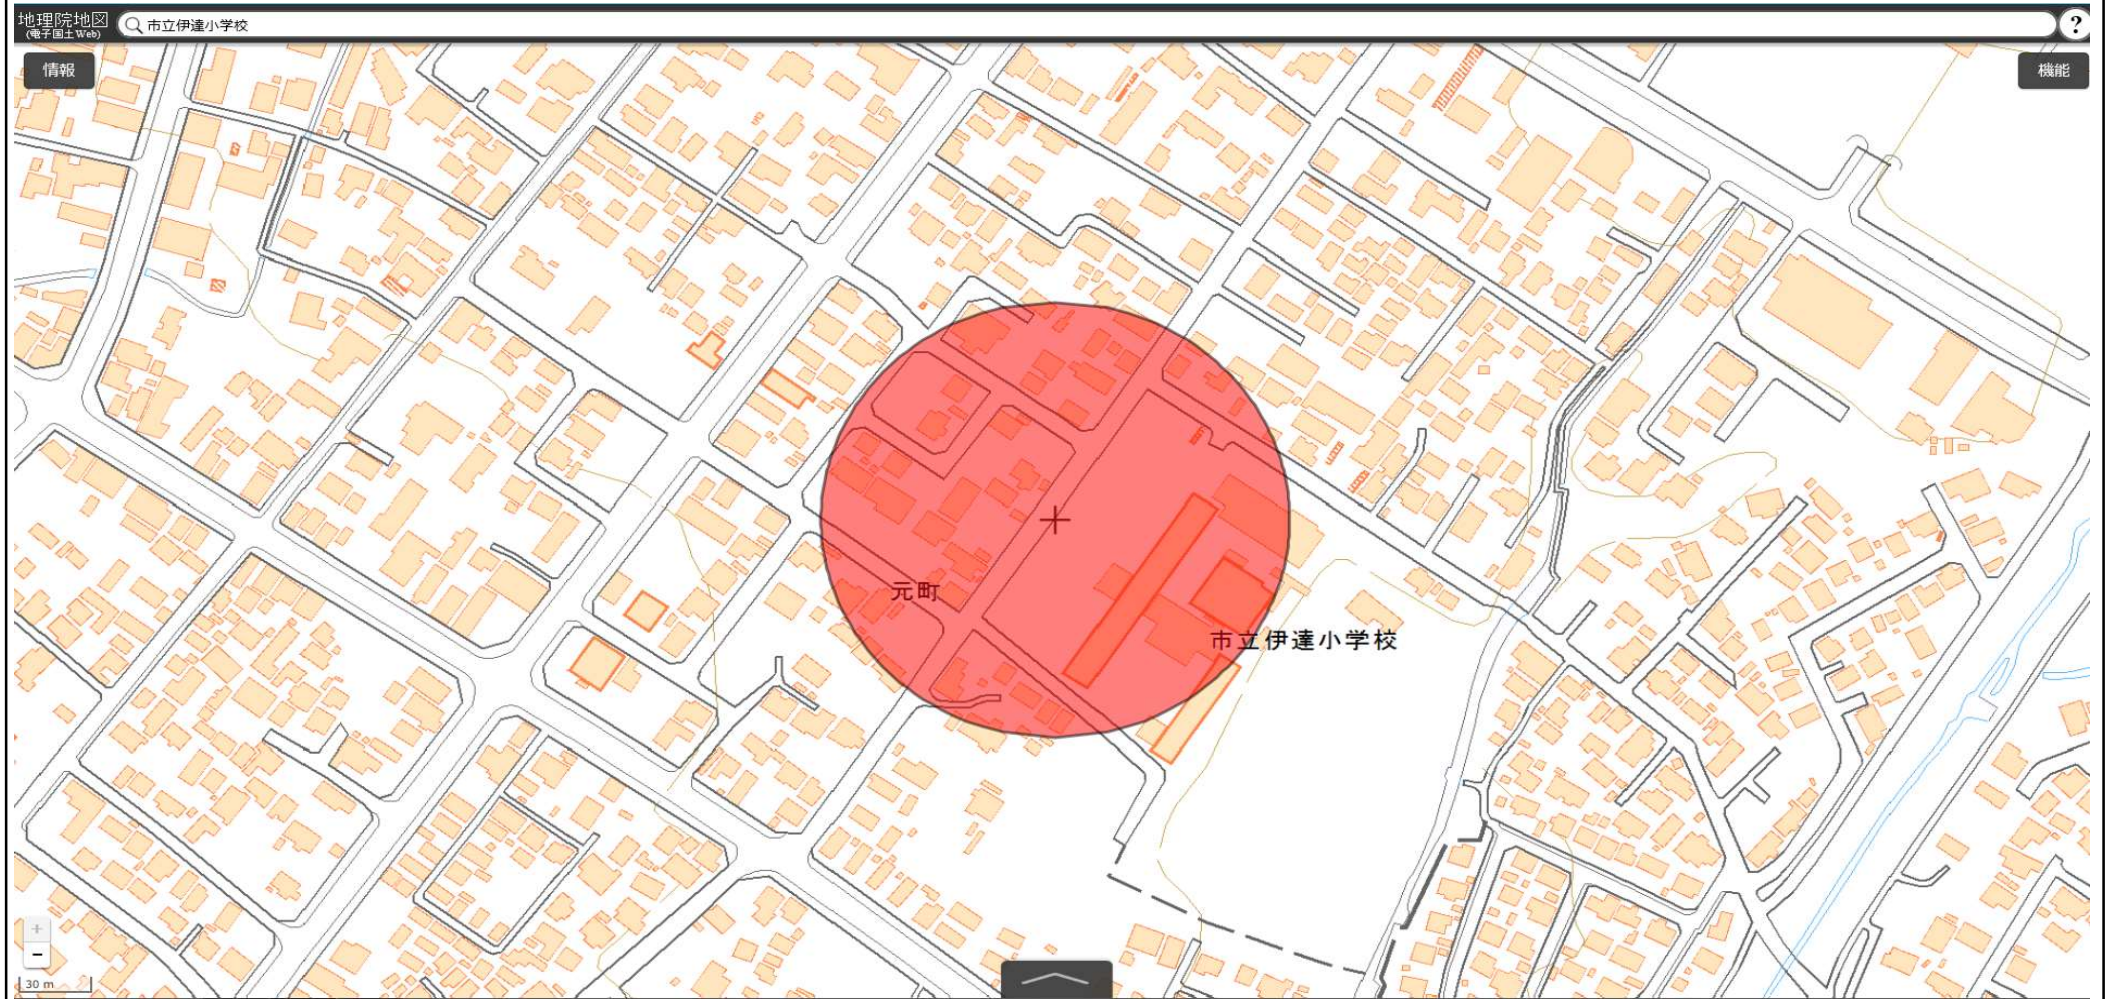 地理院地図
(電子国土Web)
市立伊達小学校
?
情報
機能
元町
市立伊達小学校
+
-
30 m